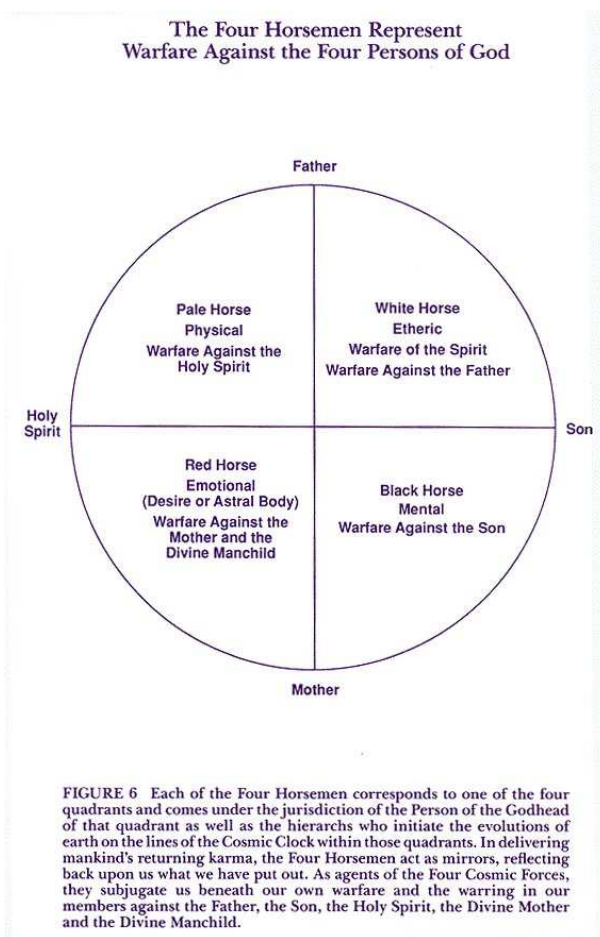 The Four Horsemen Represent
Warfare Against the Four Persons of God
Father
Pale Horse
Physical
Warfare Against the
Holy Spirit
White Horse
Etheric
Warfare of the Spirit
Warfare Against the Father
Holy
Spirit
Son
Red Horse
Emotional
(Desire or Astral Body)
Warfare Against the
Mother and the
Divine Manchild
Black Horse
Mental
Warfare Against the Son
Mother
FIGURE 6 Each of the Four Horsemen corresponds to one of the four
quadrants and comes under the jurisdiction of the Person of the Godhead
of that quadrant as well as the hierarchs who initiate the evolutions of
earth on the lines of the Cosmic Clock within those quadrants. In delivering
mankind's returning karma, the Four Horsemen act as mirrors, reflecting
back upon us what we have put out. As agents of the Four Cosmic Forces,
they subjugate us beneath our own warfare and the warring in our
members against the Father, the Son, the Holy Spirit, the Divine Mother
and the Divine Manchild.